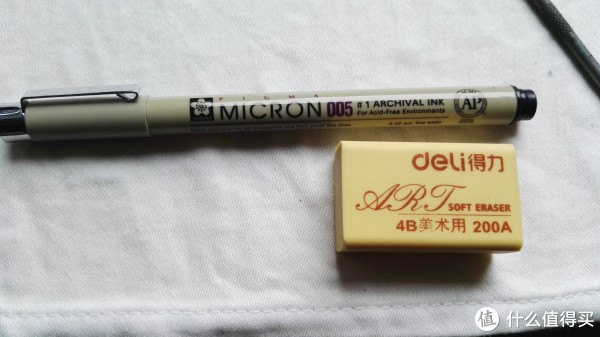 PIGMA
MICRON 005
# 1 ARCHIVAL INK
For Acid-Free Environments
AP
deli得力
ART SOFT ERASER
4B美术用 200A
值 什么值得买